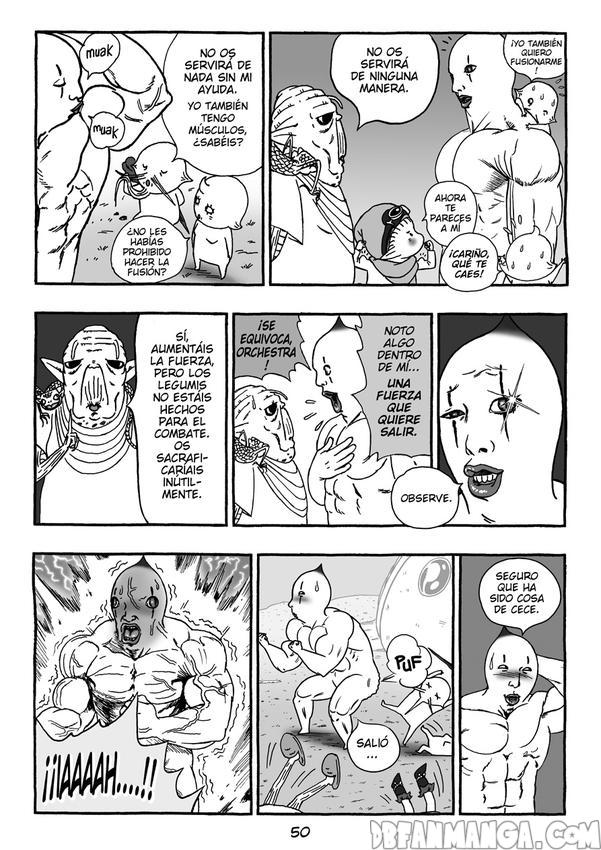 muak
muak
NO OS
SERVIRÁ DE
NADA SIN MI
AYUDA.
YO TAMBIÉN
TENGO
MÚSCULOS,
¿SABÉIS?
¿NO LES
HABÍAS
PROHIBIDO
HACER LA
FUSIÓN?
NO OS
SERVIRÁ
DE NINGUNA
MANERA.
¡YO TAMBIÉN
QUIERO
FUSIONARME
!
AHORA TE
PARECES
A MÍ
¡CARIÑO,
QUÉ TE
CAES!
SÍ,
AUMENTÁIS
LA FUERZA,
PERO LOS
LEGUMIS
NO ESTÁIS
HECHOS
PARA EL
COMBATE.
OS
SACRAFI-
CARÍAIS
INÚTIL-
MENTE.
¡SE
EQUIVOCA,
ORCHESTRA
!
NOTO
ALGO
DENTRO
DE MÍ...
UNA
FUERZA
QUE
QUIERE
SALIR.
OBSERVE.
¡¡IAAAAH.....!!
PUF
SALIÓ
...
SEGURO
QUE HA
SIDO COSA
DE CECE.
50
DBFANMANGA.COM